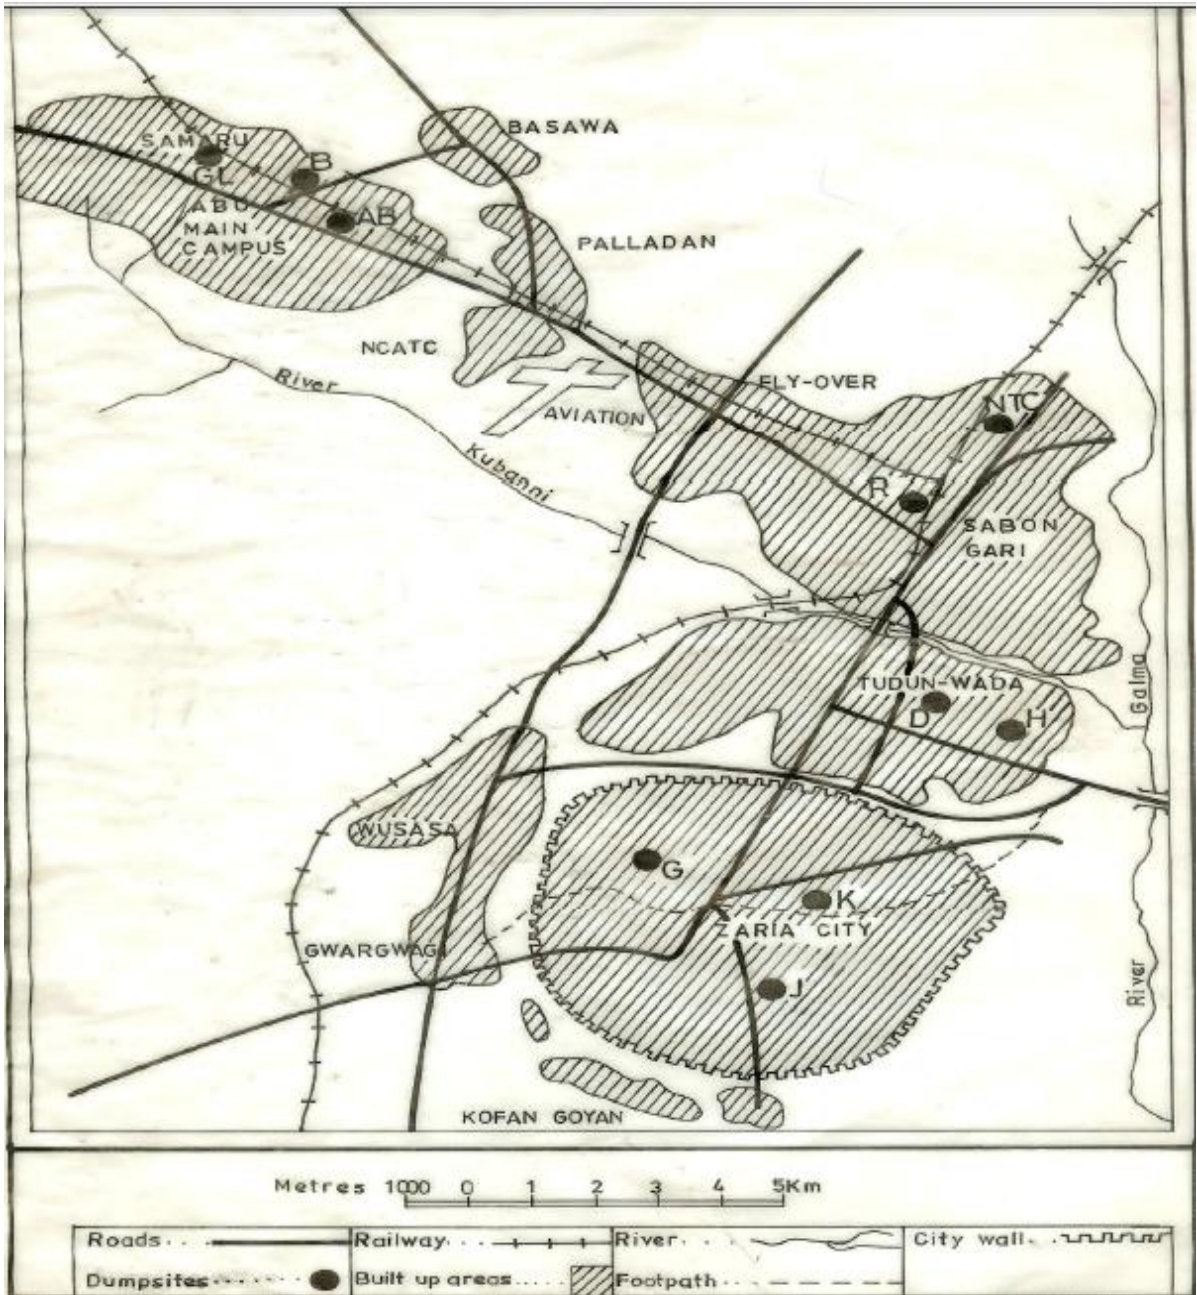 BASAWA
SAMARU
B
GL
ABU
AB
MAIN
CAMPUS
PALLADAN
NCATC
River
FLY-OVER
AVIATION
NTC
Kubanni
R
A
SABON
GARI
TUDUN-WADA
D
H
Galma
WUSASA
G
K
ZARIA CITY
GWARGWAGI
J
River
KOFAN GOYAN
Metres 1000 0 1 2 3 4 5Km
Roads
Railway
River
City wall
Dumpsites
Built up areas
Footpath